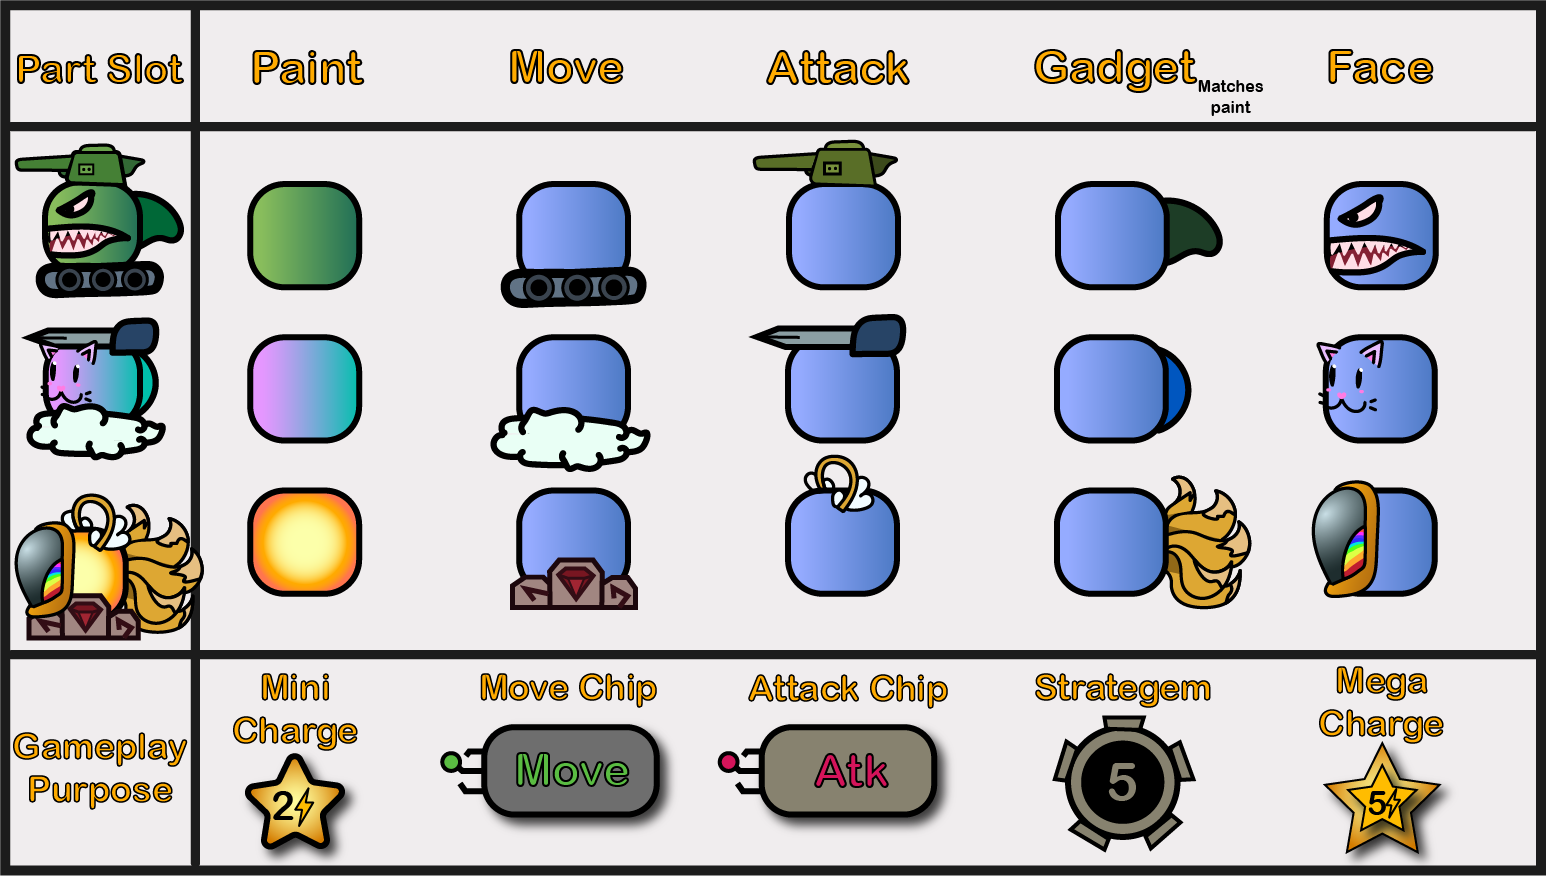 Part Slot
Paint
Move
Attack
Gadget
Matches
paint
Face
Gameplay
Purpose
Mini
Charge
2
Move Chip
Move
Attack Chip
Atk
Strategem
5
Mega
Charge
5